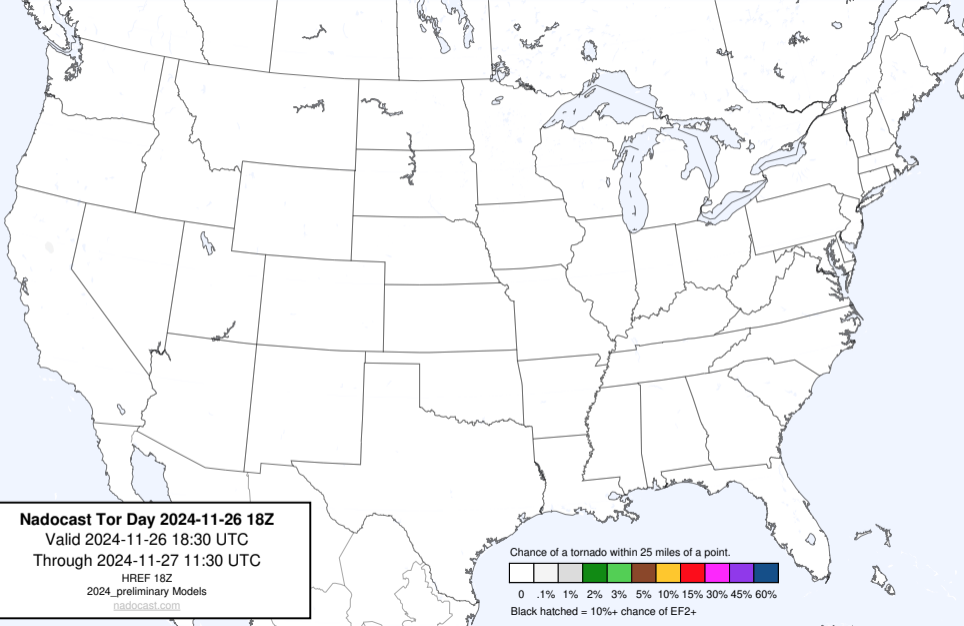 Nadocast Tor Day 2024-11-26 18Z
Valid 2024-11-26 18:30 UTC
Through 2024-11-27 11:30 UTC
HREF 18Z
2024_preliminary Models
nadocast.com
Chance of a tornado within 25 miles of a point.
0 .1% 1% 2% 3% 5% 10% 15% 30% 45% 60%
Black hatched = 10%+ chance of EF2+